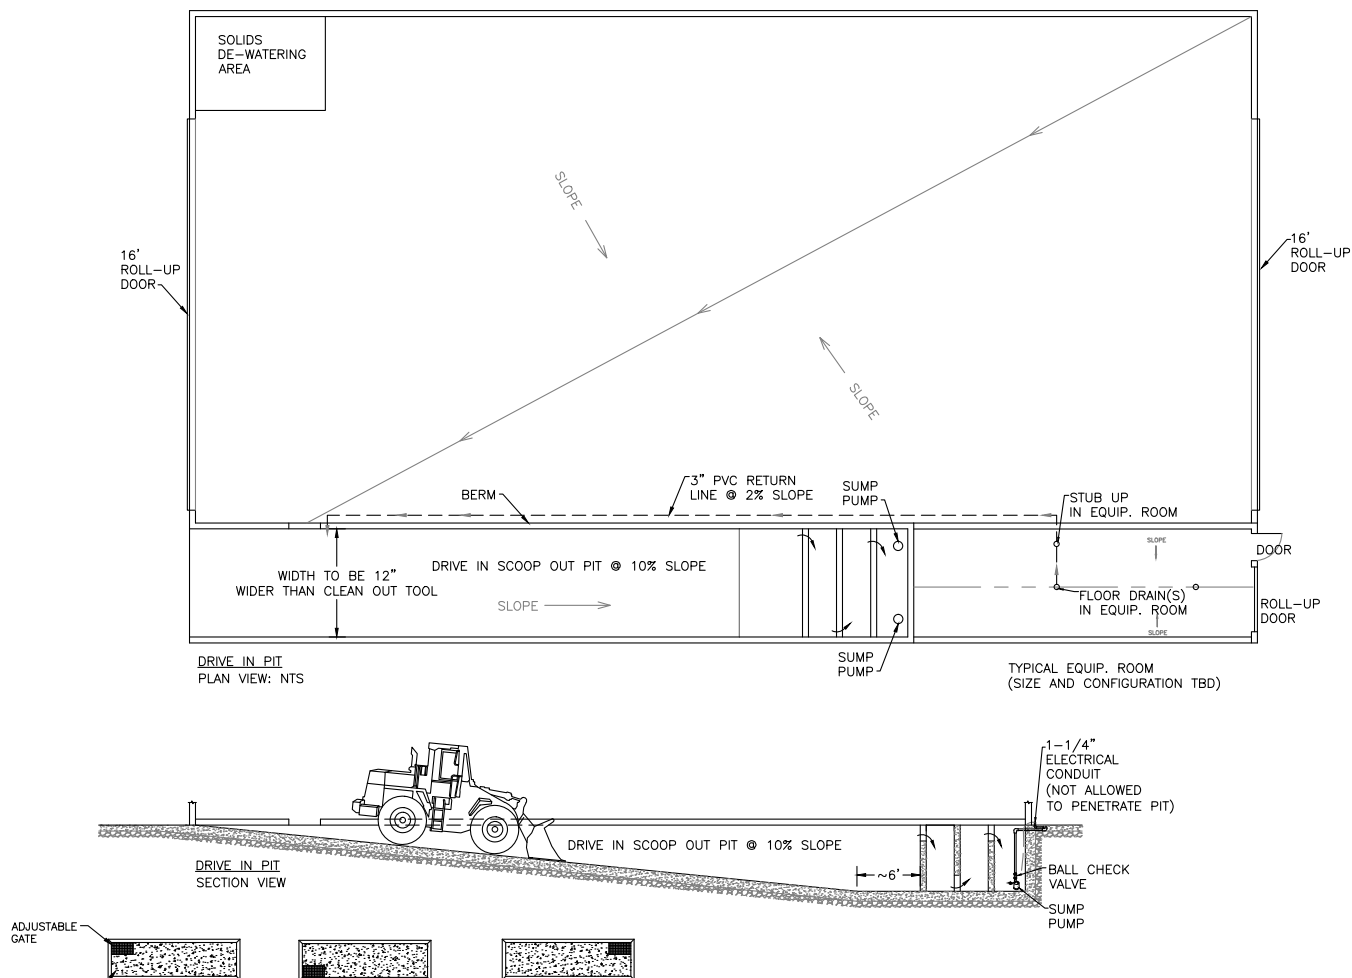 SOLIDS
DE-WATERING
AREA
SLOPE
16'
ROLL-UP
DOOR
16'
ROLL-UP
DOOR
SLOPE
BERM
3" PVC RETURN
LINE @ 2% SLOPE
SUMP
PUMP
STUB UP
IN EQUIP. ROOM
SLOPE
DOOR
WIDTH TO BE 12"
WIDER THAN CLEAN OUT TOOL
DRIVE IN SCOOP OUT PIT @ 10% SLOPE
SLOPE
FLOOR DRAIN(S)
IN EQUIP. ROOM
SLOPE
ROLL-UP
DOOR
DRIVE IN PIT
PLAN VIEW: NTS
SUMP
PUMP
TYPICAL EQUIP. ROOM
(SIZE AND CONFIGURATION TBD)
1-1/4"
ELECTRICAL
CONDUIT
(NOT ALLOWED
TO PENETRATE PIT)
DRIVE IN SCOOP OUT PIT @ 10% SLOPE
DRIVE IN PIT
SECTION VIEW
~6'
BALL CHECK
VALVE
SUMP
PUMP
ADJUSTABLE
GATE